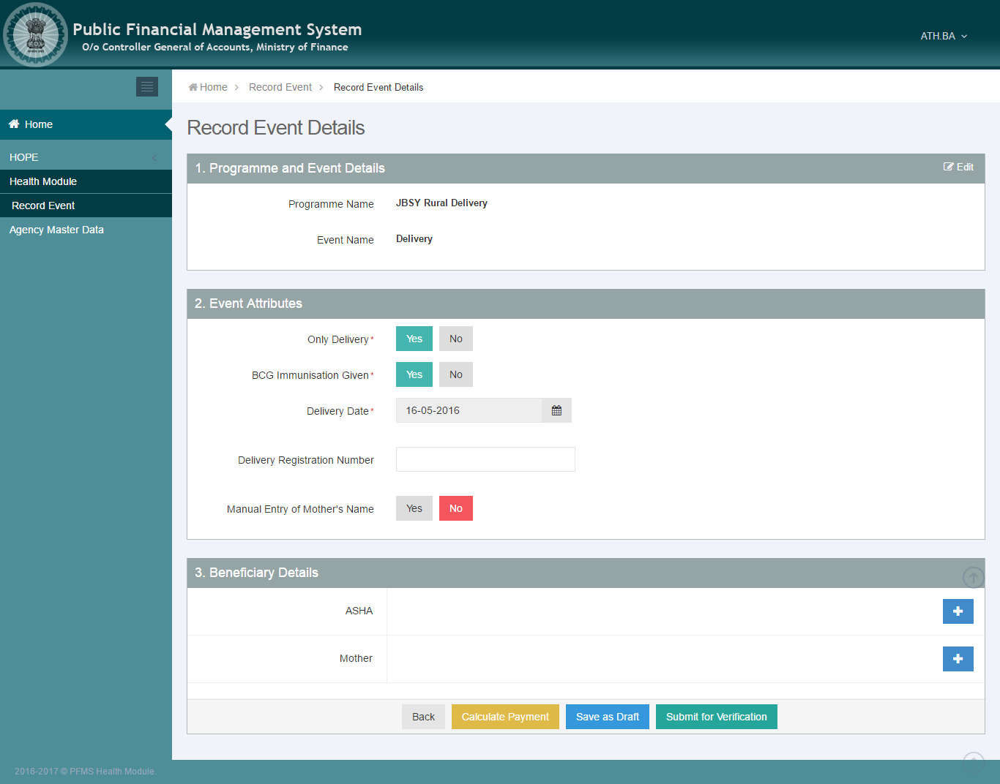 Public Financial Management System
O/o Controller General of Accounts, Ministry of Finance
ATH.BA
Home > Record Event > Record Event Details
Home
HOPE
Health Module
Record Event
Agency Master Data
Record Event Details
1. Programme and Event Details
Edit
Programme Name JBSY Rural Delivery
Event Name Delivery
2. Event Attributes
Only Delivery* Yes No
BCG Immunisation Given* Yes No
Delivery Date* 16-05-2016
Delivery Registration Number
Manual Entry of Mother's Name Yes No
3. Beneficiary Details
ASHA
Mother
Back Calculate Payment Save as Draft Submit for Verification
2016-2017 © PFMS Health Module.